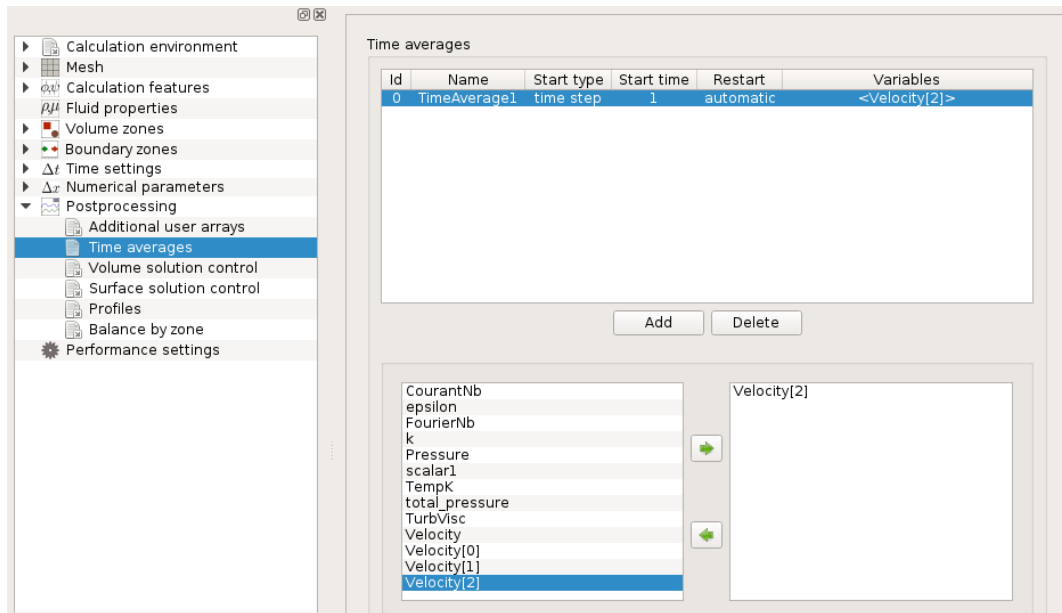 Calculation environment
Mesh
Calculation features
Fluid properties
Volume zones
Boundary zones
Δt Time settings
Δx Numerical parameters
Postprocessing
Additional user arrays
Time averages
Volume solution control
Surface solution control
Profiles
Balance by zone
Performance settings
Time averages
Id Name Start type Start time Restart Variables
0 TimeAverage1 time step 1 automatic <Velocity[2]>
Add Delete
CourantNb
epsilon
FourierNb
k
Pressure
scalar1
TempK
total_pressure
TurbVisc
Velocity
Velocity[0]
Velocity[1]
Velocity[2]
Velocity[2]